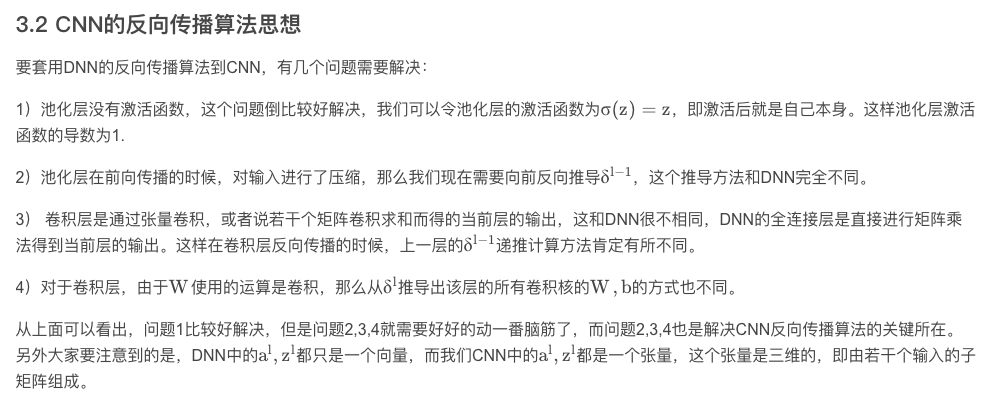 3.2 CNN的反向传播算法思想
要套用DNN的反向传播算法到CNN，有几个问题需要解决：
1）池化层没有激活函数，这个问题倒比较好解决，我们可以令池化层的激活函数为σ(z) = z，即激活后就是自己本身。这样池化层激活
函数的导数为1.
2）池化层在前向传播的时候，对输入进行了压缩，那么我们现在需要向前反向推导δˡ⁻¹，这个推导方法和DNN完全不同。
3） 卷积层是通过张量卷积，或者说若干个矩阵卷积求和而得的当前层的输出，这和DNN很不相同，DNN的全连接层是直接进行矩阵乘
法得到当前层的输出。这样在卷积层反向传播的时候，上一层的δˡ⁻¹递推计算方法肯定有所不同。
4）对于卷积层，由于W 使用的运算是卷积，那么从δˡ推导出该层的所有卷积核的W , b的方式也不同。
从上面可以看出，问题1比较好解决，但是问题2,3,4就需要好好的动一番脑筋了，而问题2,3,4也是解决CNN反向传播算法的关键所在。
另外大家要注意到的是，DNN中的aˡ, zˡ都只是一个向量，而我们CNN中的aˡ, zˡ都是一个张量，这个张量是三维的，即由若干个输入的子
矩阵组成。